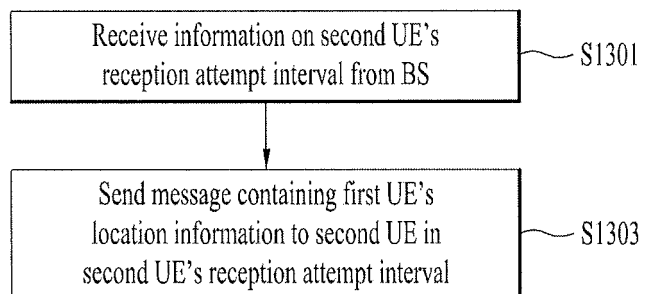 Receive information on second UE's
reception attempt interval from BS
S1301
Send message containing first UE's
location information to second UE in
second UE's reception attempt interval
S1303